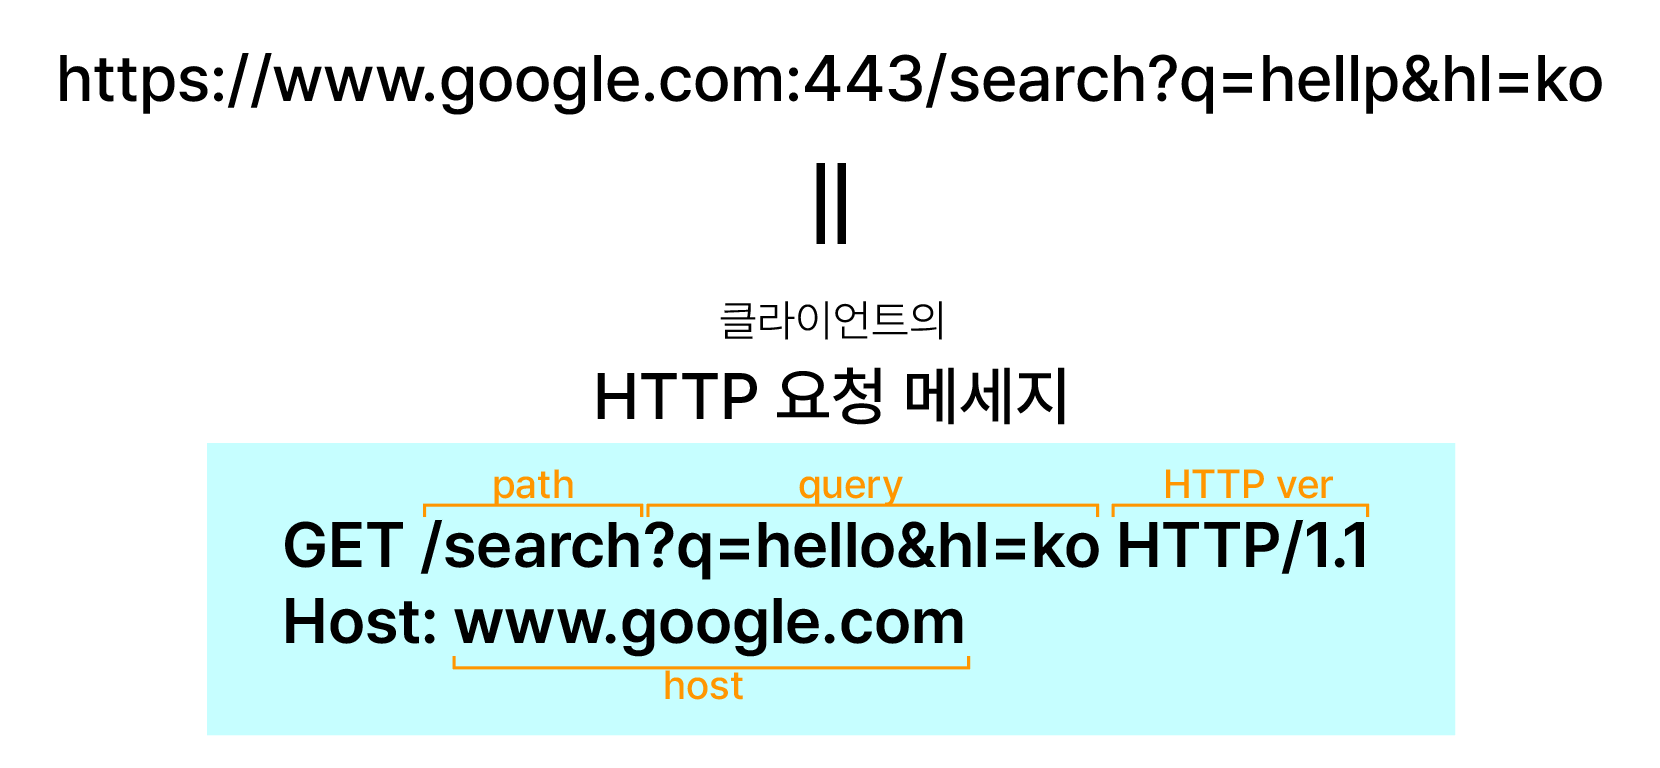 https://www.google.com:443/search?q=hellp&hl=ko
||
클라이언트의
HTTP 요청 메세지
path query HTTP ver
GET /search?q=hello&hl=ko HTTP/1.1
Host: www.google.com
host